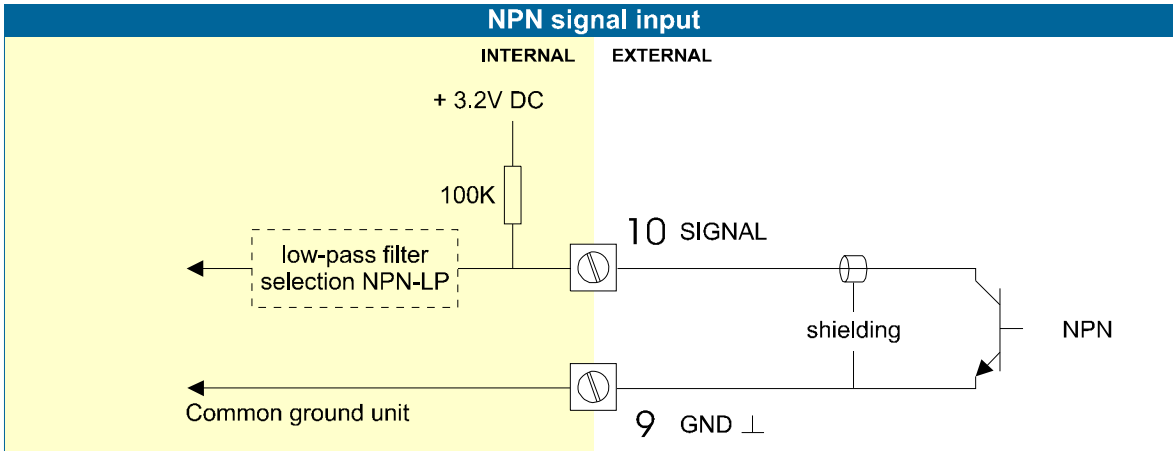 NPN signal input
INTERNAL
EXTERNAL
+ 3.2V DC
100K
10 SIGNAL
low-pass filter
selection NPN-LP
shielding
NPN
Common ground unit
9 GND ⊥